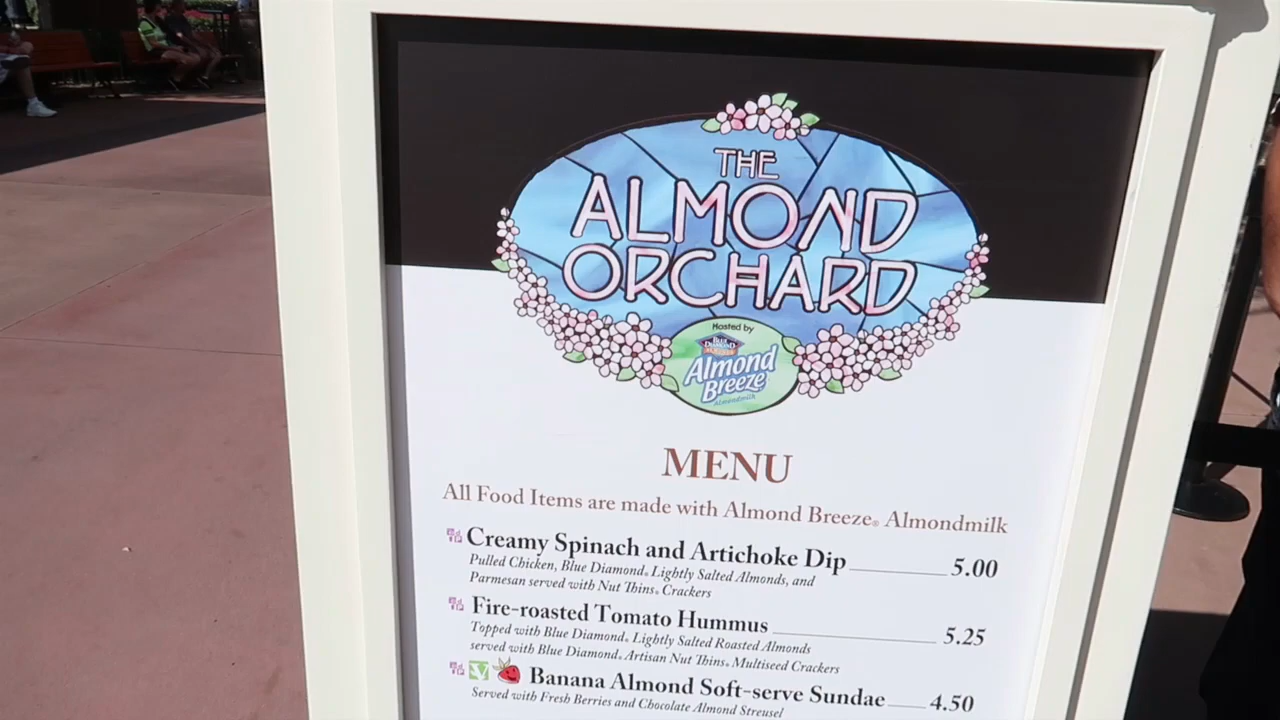 THE
ALMOND
ORCHARD
Hosted by
BLUE
DIAMOND
Almond
Breeze
Almondmilk
MENU
All Food Items are made with Almond Breeze® Almondmilk
Creamy Spinach and Artichoke Dip 5.00
Pulled Chicken, Blue Diamond® Lightly Salted Almonds, and
Parmesan served with Nut Thins® Crackers
Fire-roasted Tomato Hummus 5.25
Topped with Blue Diamond® Lightly Salted Roasted Almonds
served with Blue Diamond® Artisan Nut Thins® Multiseed Crackers
Banana Almond Soft-serve Sundae 4.50
Served with Fresh Berries and Chocolate Almond Streusel